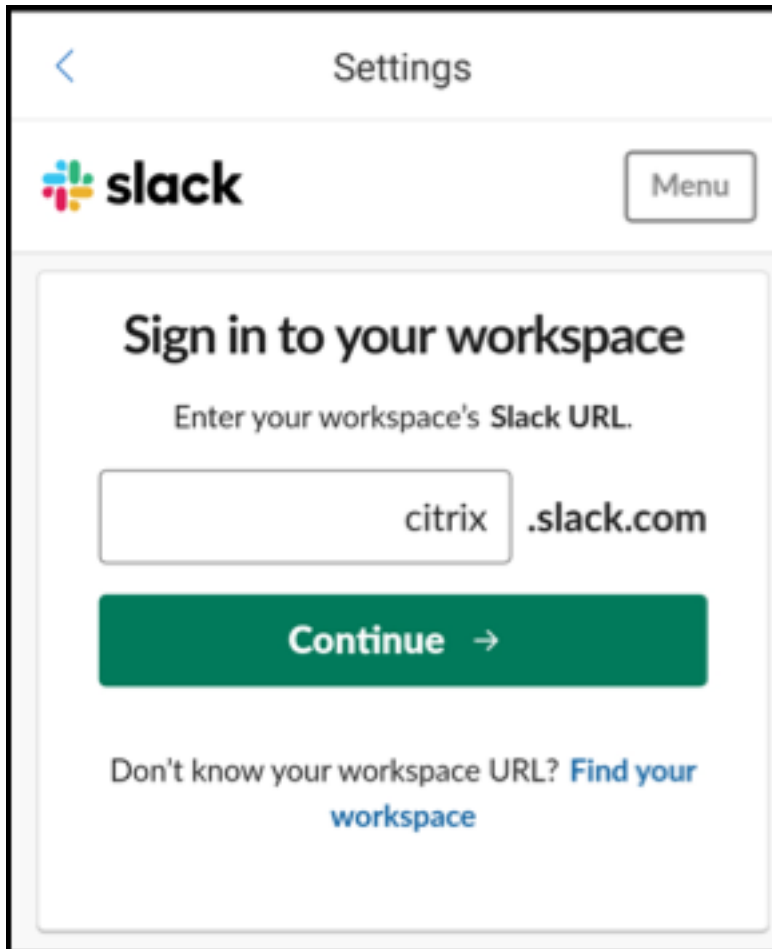 Settings
slack
Menu
Sign in to your workspace
Enter your workspace's Slack URL.
citrix .slack.com
Continue →
Don't know your workspace URL? Find your
workspace